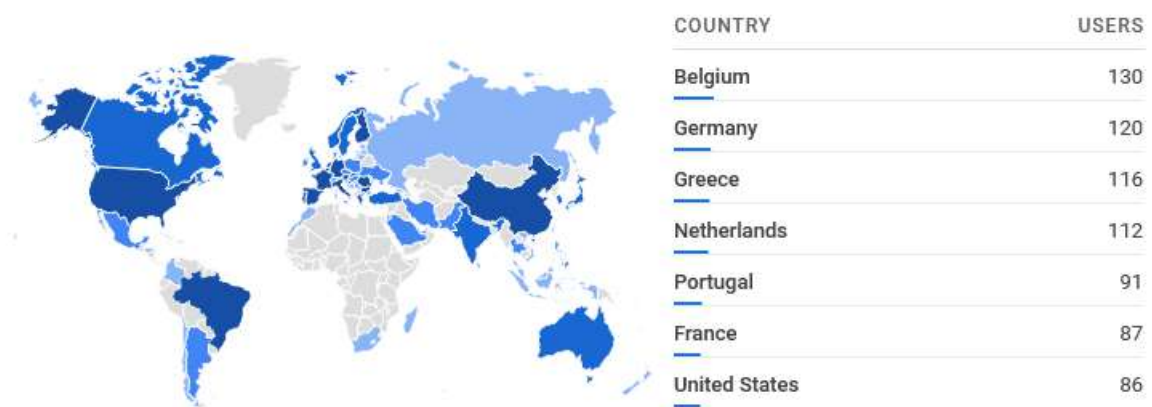 COUNTRY USERS
Belgium 130
Germany 120
Greece 116
Netherlands 112
Portugal 91
France 87
United States 86